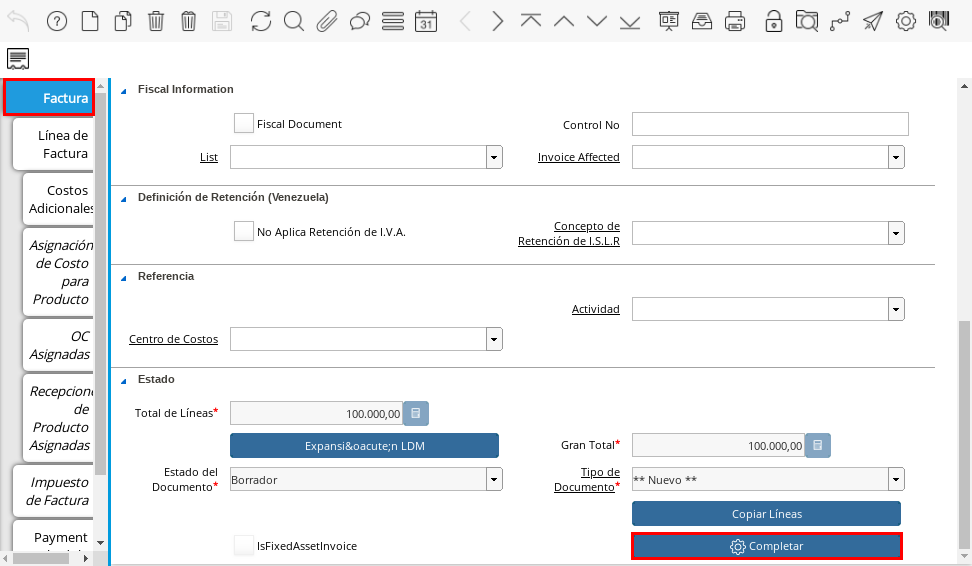 31
Factura
Línea de
Factura
Costos
Adicionales
Asignación
de Costo
para
Producto
OC
Asignadas
Recepcione
de
Producto
Asignadas
Impuesto
de Factura
Payment
Fiscal Information
Fiscal Document
Control No
List
Invoice Affected
Definición de Retención (Venezuela)
No Aplica Retención de I.V.A.
Concepto de
Retención de I.S.L.R
Referencia
Actividad
Centro de Costos
Estado
Total de Líneas*
100.000,00
Expansi&oacute;n LDM
Gran Total*
100.000,00
Estado del
Documento*
Borrador
Tipo de
Documento*
** Nuevo **
Copiar Líneas
IsFixedAssetInvoice
Completar